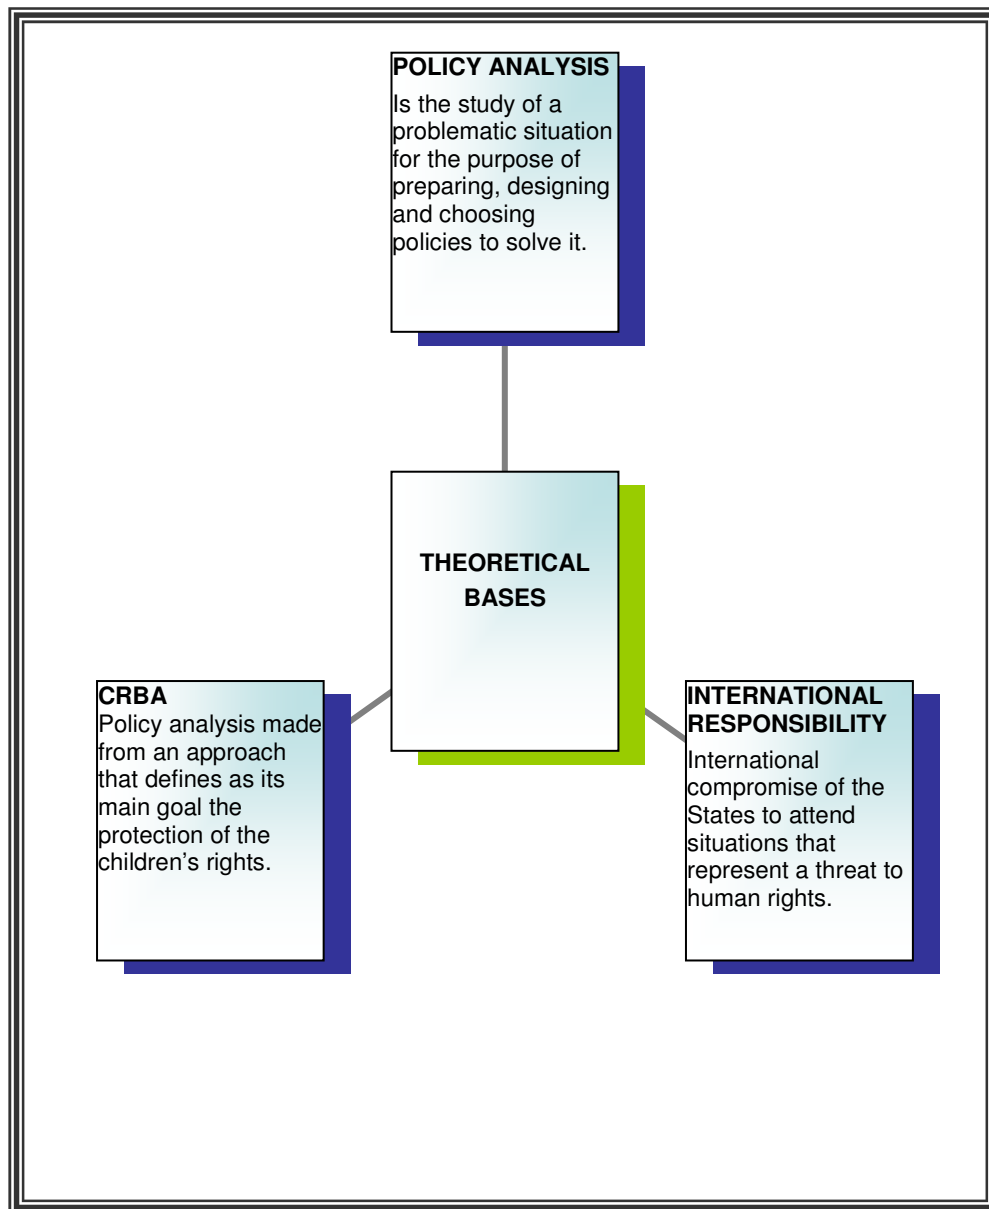 POLICY ANALYSIS
Is the study of a
problematic situation
for the purpose of
preparing, designing
and choosing
policies to solve it.
THEORETICAL
BASES
CRBA
Policy analysis made
from an approach
that defines as its
main goal the
protection of the
children’s rights.
INTERNATIONAL
RESPONSIBILITY
International
compromise of the
States to attend
situations that
represent a threat to
human rights.